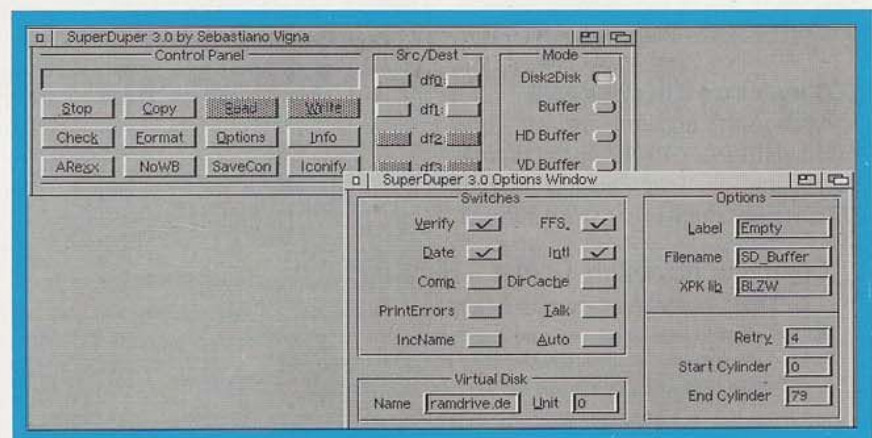 SuperDuper 3.0 by Sebastiano Vigna
Control Panel
Stop Copy Read Write
Check Format Options Info
ARexx NoWB SaveCon Iconify
Src/Dest
df0:
df1:
df2:
df3:
Mode
Disk2Disk
Buffer
HD Buffer
VD Buffer
SuperDuper 3.0 Options Window
Switches
Verify FFS
Date Intl
Comp DirCache
PrintErrors Talk
IncName Auto
Virtual Disk
Name ramdrive.de Unit 0
Options
Label Empty
Filename SD_Buffer
XPK lib BLZW
Retry 4
Start Cylinder 0
End Cylinder 79